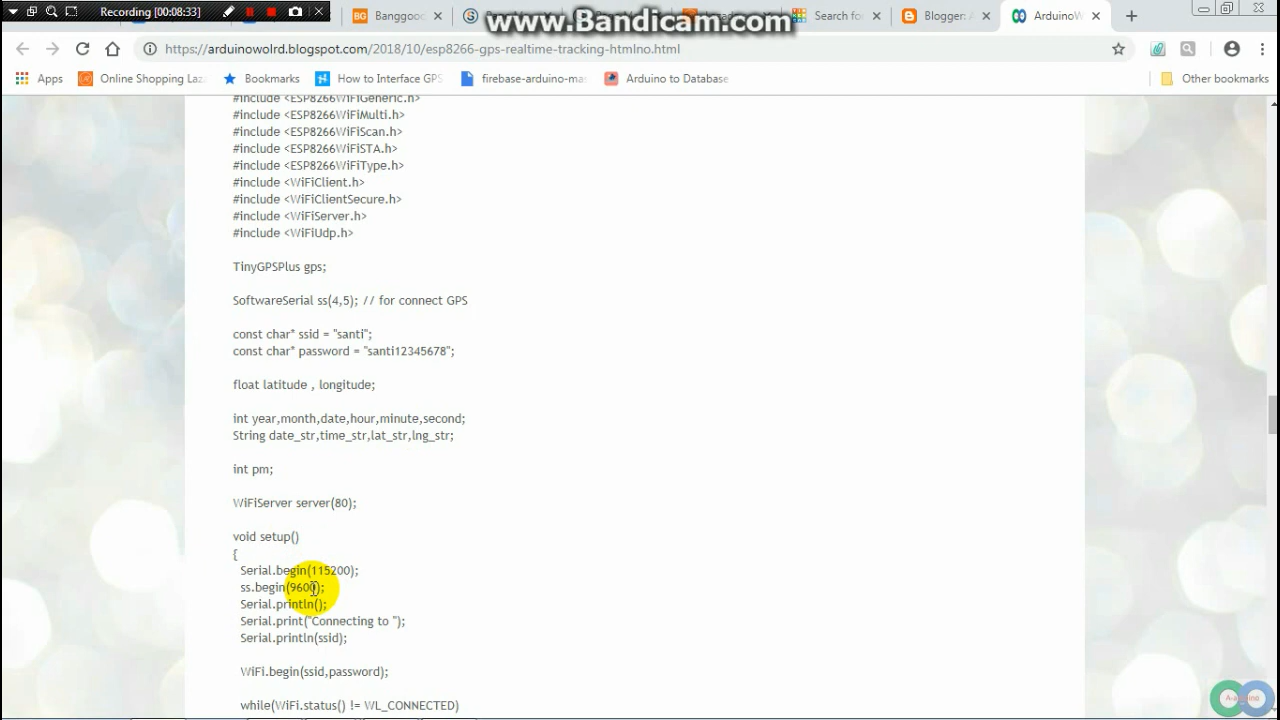 Recording [00:08:33]
BG Banggood
www.Bandicam.com
Search for
Blogger: A
ArduinoW
https://arduinowolrd.blogspot.com/2018/10/esp8266-gps-realtime-tracking-htmlno.html
Apps
Online Shopping Laz
Bookmarks
How to Interface GPS
firebase-arduino-mas
Arduino to Database
Other bookmarks
#include <ESP8266WiFiGeneric.h>
#include <ESP8266WiFiMulti.h>
#include <ESP8266WiFiScan.h>
#include <ESP8266WiFiSTA.h>
#include <ESP8266WiFiType.h>
#include <WiFiClient.h>
#include <WiFiClientSecure.h>
#include <WiFiServer.h>
#include <WiFiUdp.h>
TinyGPSPlus gps;
SoftwareSerial ss(4,5); // for connect GPS
const char* ssid = "santi";
const char* password = "santi12345678";
float latitude , longitude;
int year,month,date,hour,minute,second;
String date_str,time_str,lat_str,lng_str;
int pm;
WiFiServer server(80);
void setup()
{
Serial.begin(115200);
ss.begin(9600);
Serial.println();
Serial.print("Connecting to ");
Serial.println(ssid);
WiFi.begin(ssid,password);
while(WiFi.status() != WL_CONNECTED)